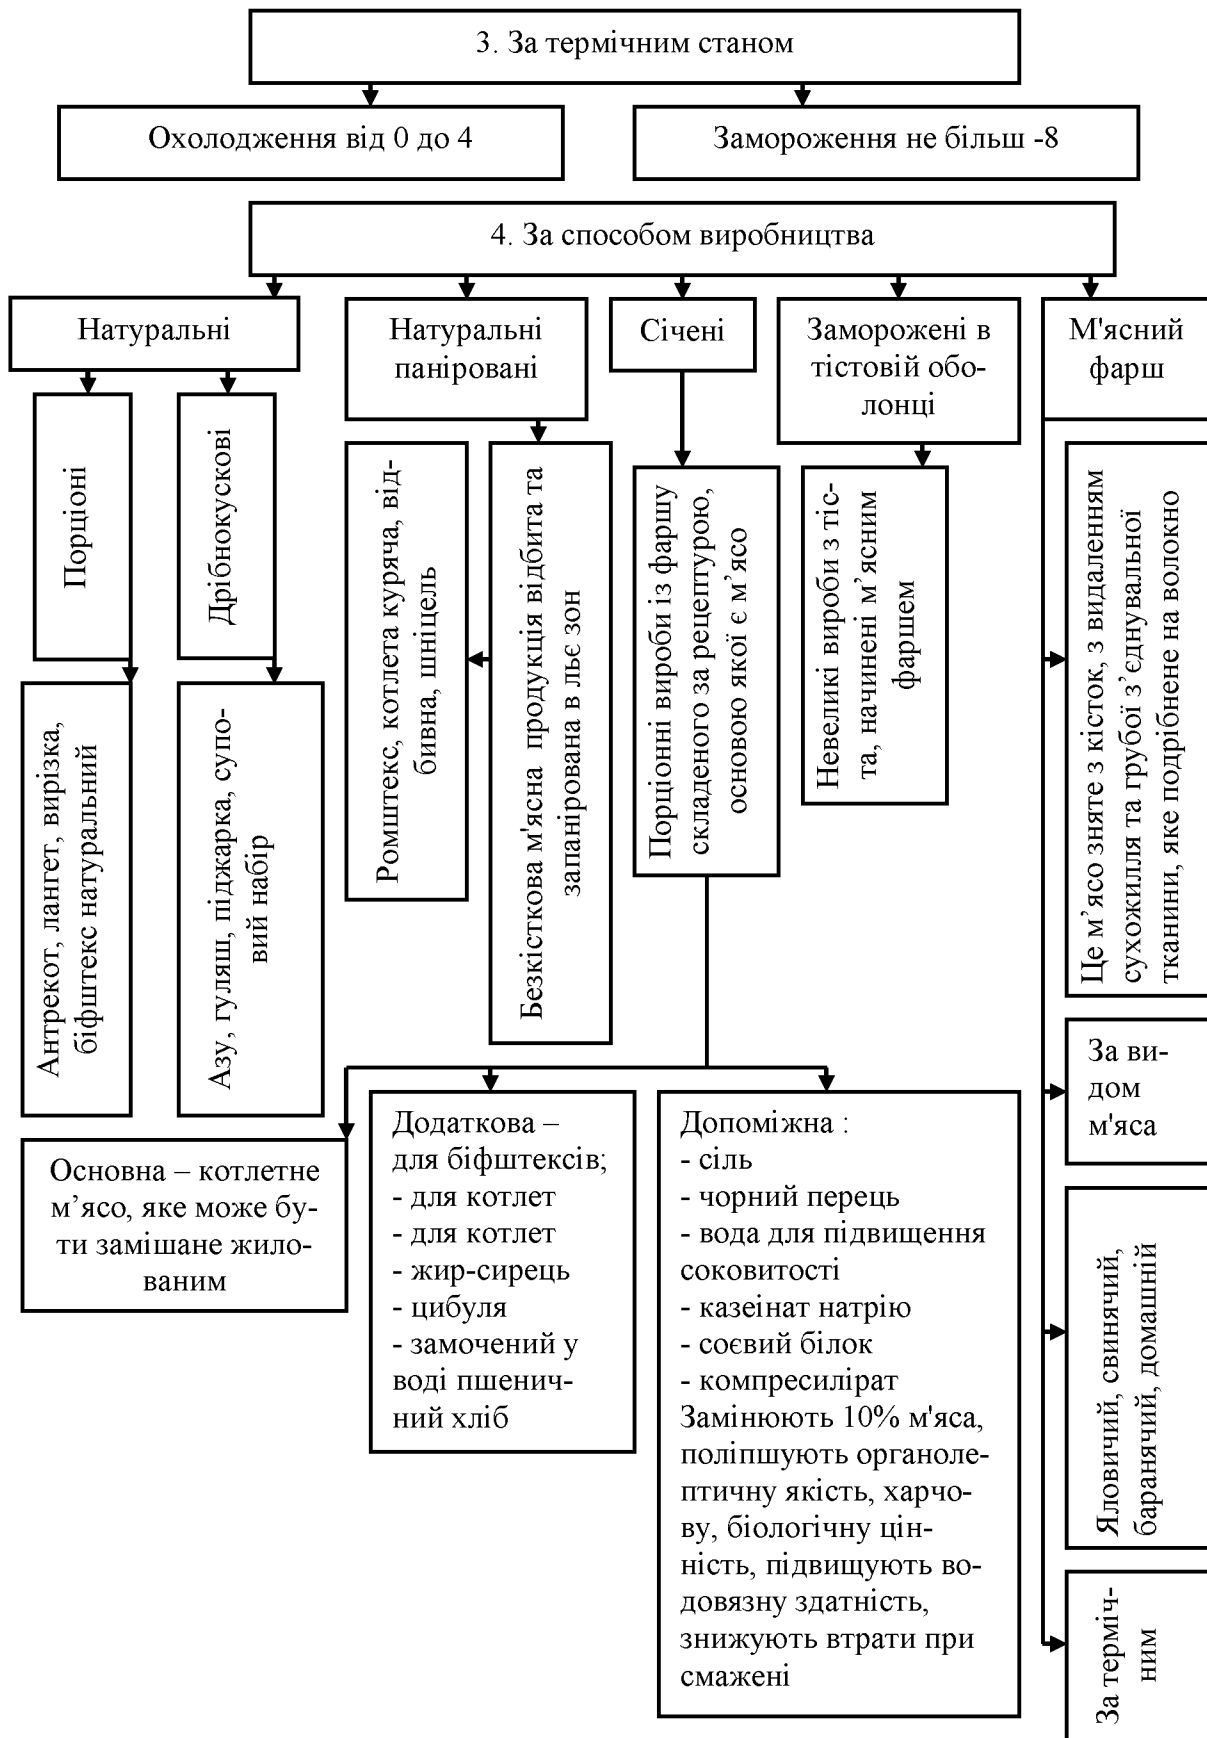 3. За термічним станом
Охолодження від 0 до 4
Замороження не більш -8
4. За способом виробництва
Натуральні
Натуральні
паніровані
Січені
Заморожені в
тістовій обо-
лонці
М'ясний
фарш
Порціоні
Дрібнокускові
Антрекот, лангет, вирізка,
біфштекс натуральний
Азу, гуляш, піджарка, супо-
вий набір
Ромштекс, котлета куряча, від-
бивна, шніцель
Безкісткова м'ясна продукція відбита та
запанірована в льє зон
Порціонні вироби із фаршу
складеного за рецептурою,
основою якої є м’ясо
Невеликі вироби з тіс-
та, начинені м’ясним
фаршем
Це м’ясо зняте з кісток, з видаленням
сухожилля та грубої з’єднувальної
тканини, яке подрібнене на волокно
За ви-
дом
м'яса
Яловичий, свинячий,
баранячий, домашній
За терміч-
ним
Основна – котлетне
м’ясо, яке може бу-
ти замішане жило-
ваним
Додаткова –
для біфштексів;
- для котлет
- для котлет
- жир-сирець
- цибуля
- замочений у
воді пшенич-
ний хліб
Допоміжна :
- сіль
- чорний перець
- вода для підвищення
соковитості
- казеінат натрію
- соєвий білок
- компресилірат
Замінюють 10% м'яса,
поліпшують органоле-
птичну якість, харчо-
ву, біологічну цін-
ність, підвищують во-
довязну здатність,
знижують втрати при
смажені